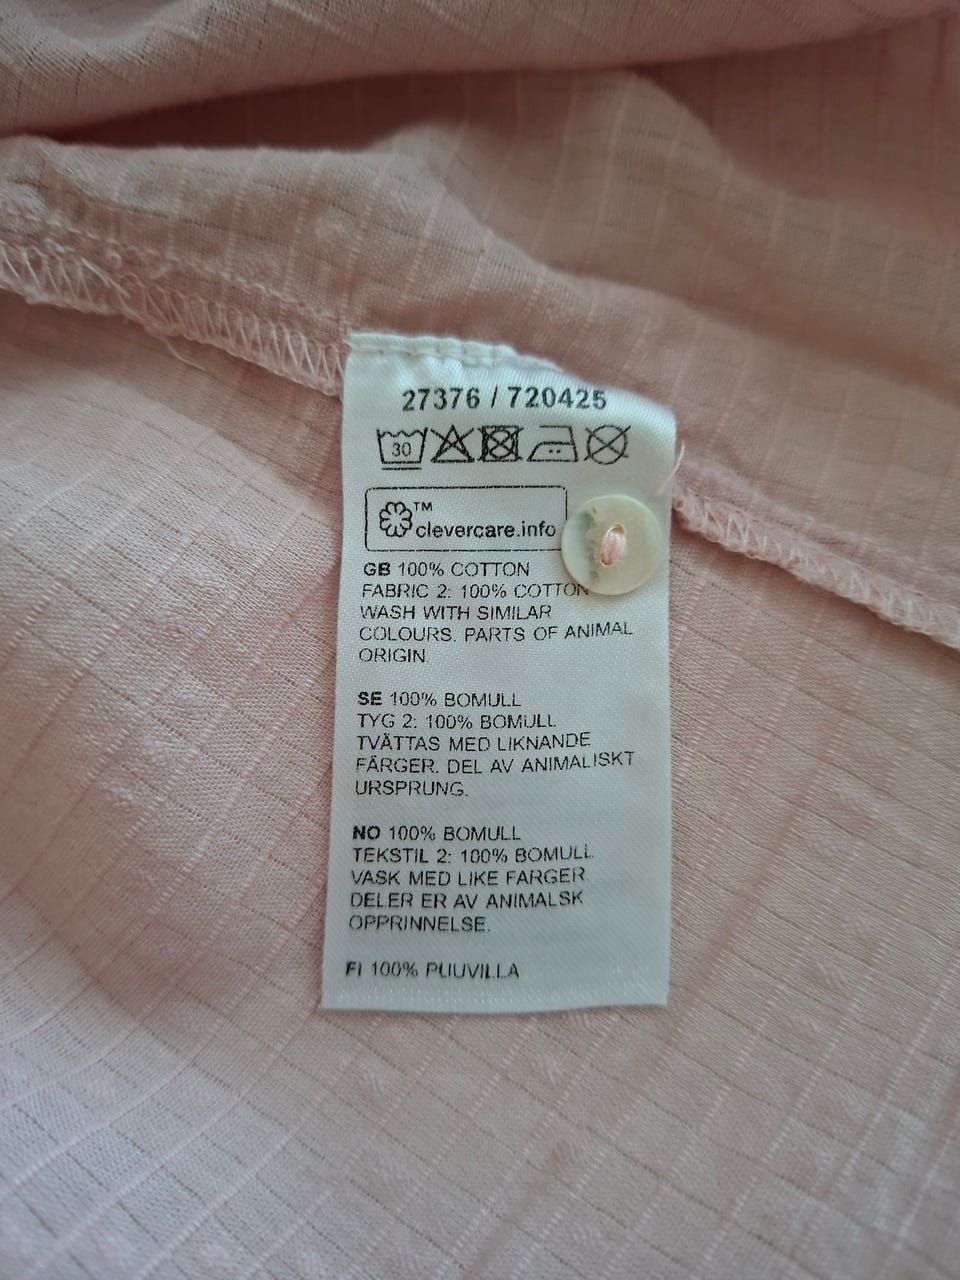 27376 / 720425
30
™
clevercare.info
GB 100% COTTON
FABRIC 2: 100% COTTON
WASH WITH SIMILAR
COLOURS. PARTS OF ANIMAL
ORIGIN.
SE 100% BOMULL
TYG 2: 100% BOMULL
TVÄTTAS MED LIKNANDE
FÄRGER. DEL AV ANIMALISKT
URSPRUNG.
NO 100% BOMULL
TEKSTIL 2: 100% BOMULL
VASK MED LIKE FARGER
DELER ER AV ANIMALSK
OPPRINNELSE.
FI 100% PUUVILLA